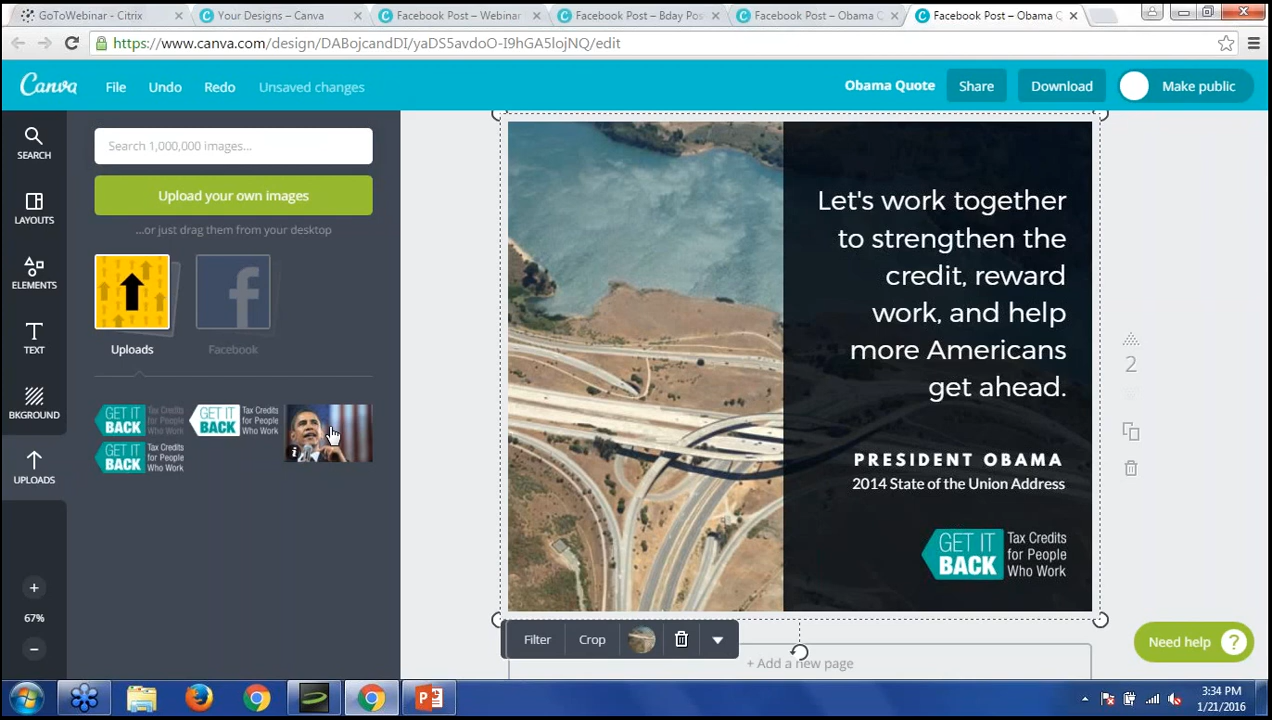 GoToWebinar - Citrix
Your Designs – Canva
Facebook Post – Webinar
Facebook Post – Bday Pos
Facebook Post – Obama C
Facebook Post – Obama C
https://www.canva.com/design/DABojcandDI/yaDS5avdoO-I9hGA5lojNQ/edit
Canva
File
Undo
Redo
Unsaved changes
Obama Quote
Share
Download
Make public
SEARCH
LAYOUTS
ELEMENTS
TEXT
BKGROUND
UPLOADS
67%
Search 1,000,000 images...
Upload your own images
...or just drag them from your desktop
Uploads
Facebook
GET IT
BACK
Tax Credits
for People
Who Work
GET IT
BACK
Tax Credits
for People
Who Work
GET IT
BACK
Tax Credits
for People
Who Work
Let's work together
to strengthen the
credit, reward
work, and help
more Americans
get ahead.
PRESIDENT OBAMA
2014 State of the Union Address
GET IT
BACK
Tax Credits
for People
Who Work
2
Filter
Crop
+ Add a new page
Need help ?
3:34 PM
1/21/2016